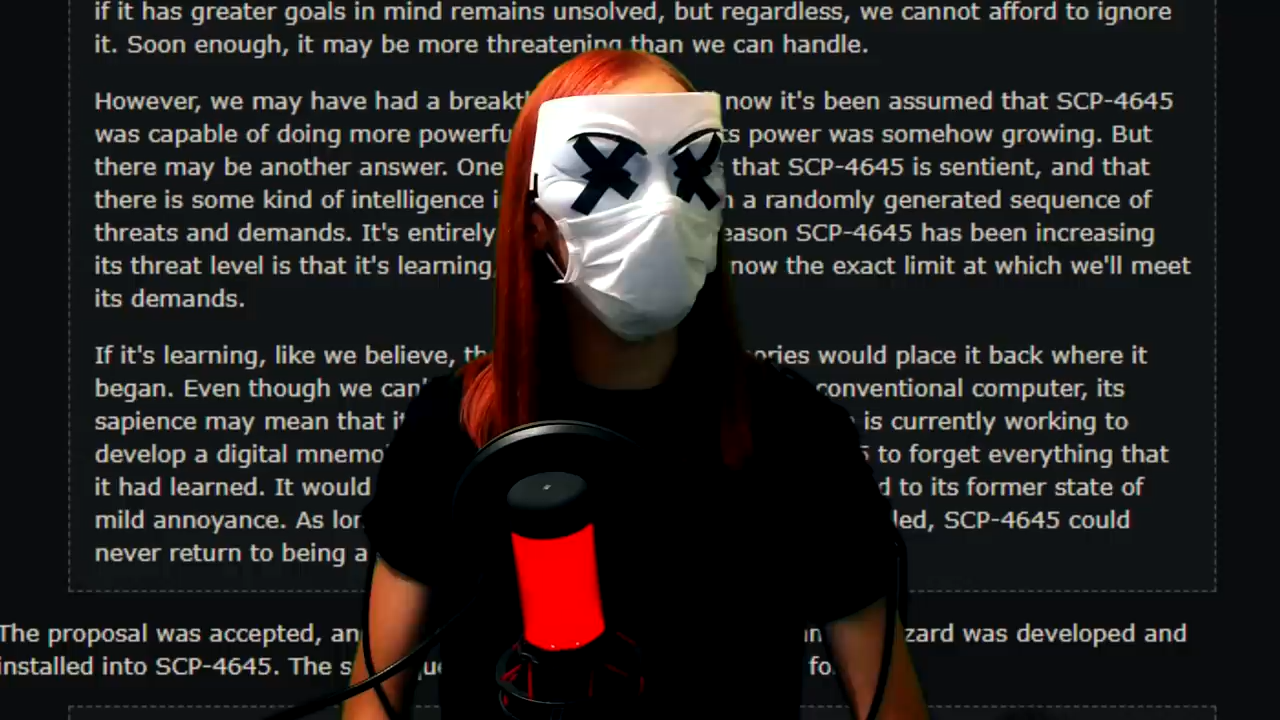 if it has greater goals in mind remains unsolved, but regardless, we cannot afford to ignore
it. Soon enough, it may be more threatening than we can handle.
However, we may have had a now it's been assumed that SCP-4645
was capable of doing more power was somehow growing. But
there may be another answer. One that SCP-4645 is sentient, and that
there is some kind of intelligence a randomly generated sequence of
threats and demands. It's entirely SCP-4645 has been increasing
its threat level is that it's learning, the exact limit at which we'll meet
its demands.
If it's learning, like we believe, would place it back where it
began. Even though we conventional computer, its
sapience may mean that is currently working to
develop a digital to forget everything that
it had learned. It would to its former state of
mild annoyance. As SCP-4645 could
never return to being a
The proposal was accepted, was developed and
installed into SCP-4645. The